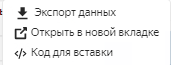 Экспорт данных
Открыть в новой вкладке
</> Код для вставки